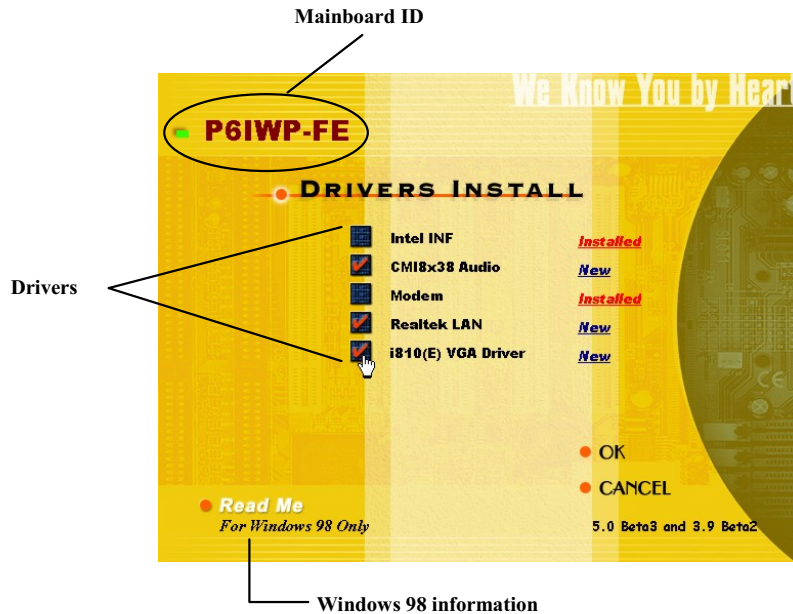 Mainboard ID
We Know You by Heart
P6IWP-FE
DRIVERS INSTALL
Intel INF Installed
CMI8x38 Audio New
Modem Installed
Realtek LAN New
i810(E) VGA Driver New
Drivers
OK
CANCEL
Read Me
For Windows 98 Only
5.0 Beta3 and 3.9 Beta2
Windows 98 information